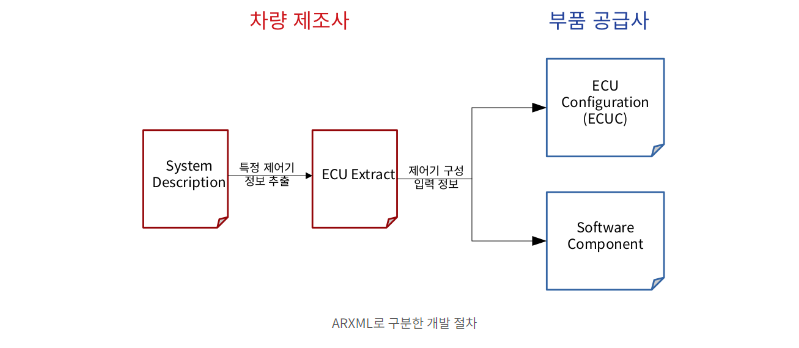 차량 제조사
부품 공급사
System
Description
특정 제어기
정보 추출
ECU Extract
제어기 구성
입력 정보
ECU
Configuration
(ECUC)
Software
Component
ARXML로 구분한 개발 절차